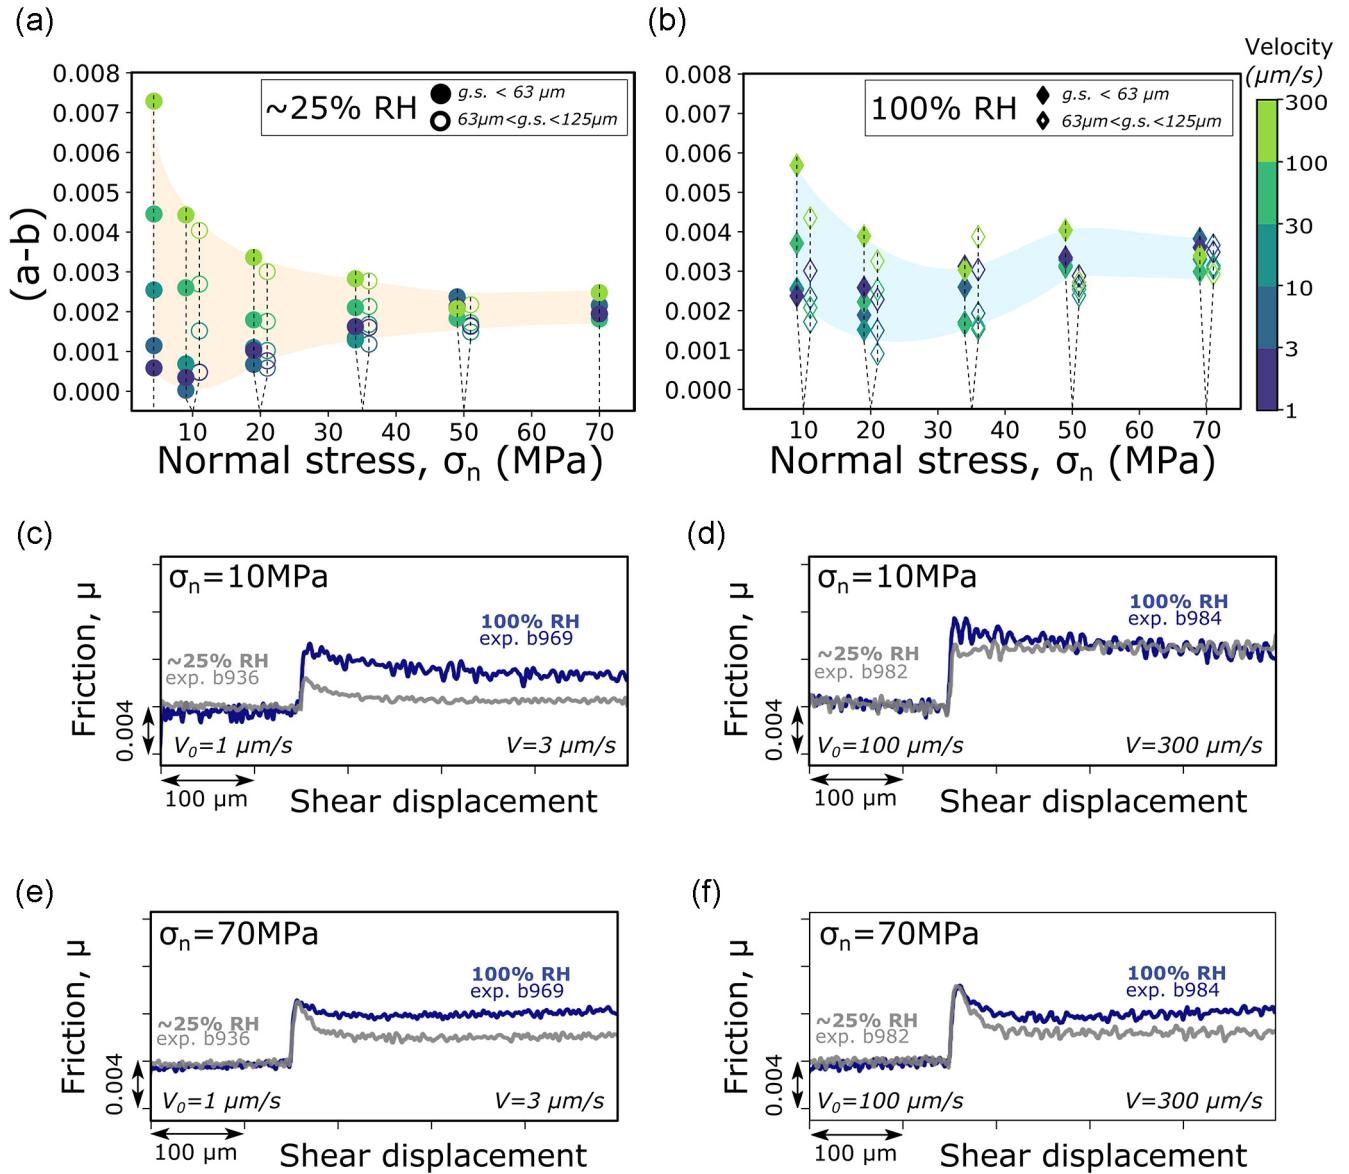 (a)
(b)
Velocity
(μm/s)
~25% RH
g.s. < 63 μm
63μm<g.s.<125μm
100% RH
g.s. < 63 μm
63μm<g.s.<125μm
(a-b)
0.008
0.007
0.006
0.005
0.004
0.003
0.002
0.001
0.000
10 20 30 40 50 60 70
Normal stress, σn (MPa)
0.008
0.007
0.006
0.005
0.004
0.003
0.002
0.001
0.000
10 20 30 40 50 60 70
Normal stress, σn (MPa)
300
100
30
10
3
1
(c)
σn=10MPa
100% RH
exp. b969
~25% RH
exp. b936
Friction, μ
0.004
V0=1 μm/s
V=3 μm/s
100 μm
Shear displacement
(d)
σn=10MPa
100% RH
exp. b984
~25% RH
exp. b982
Friction, μ
0.004
V0=100 μm/s
V=300 μm/s
100 μm
Shear displacement
(e)
σn=70MPa
100% RH
exp. b969
~25% RH
exp. b936
Friction, μ
0.004
V0=1 μm/s
V=3 μm/s
100 μm
Shear displacement
(f)
σn=70MPa
100% RH
exp. b984
~25% RH
exp. b982
Friction, μ
0.004
V0=100 μm/s
V=300 μm/s
100 μm
Shear displacement